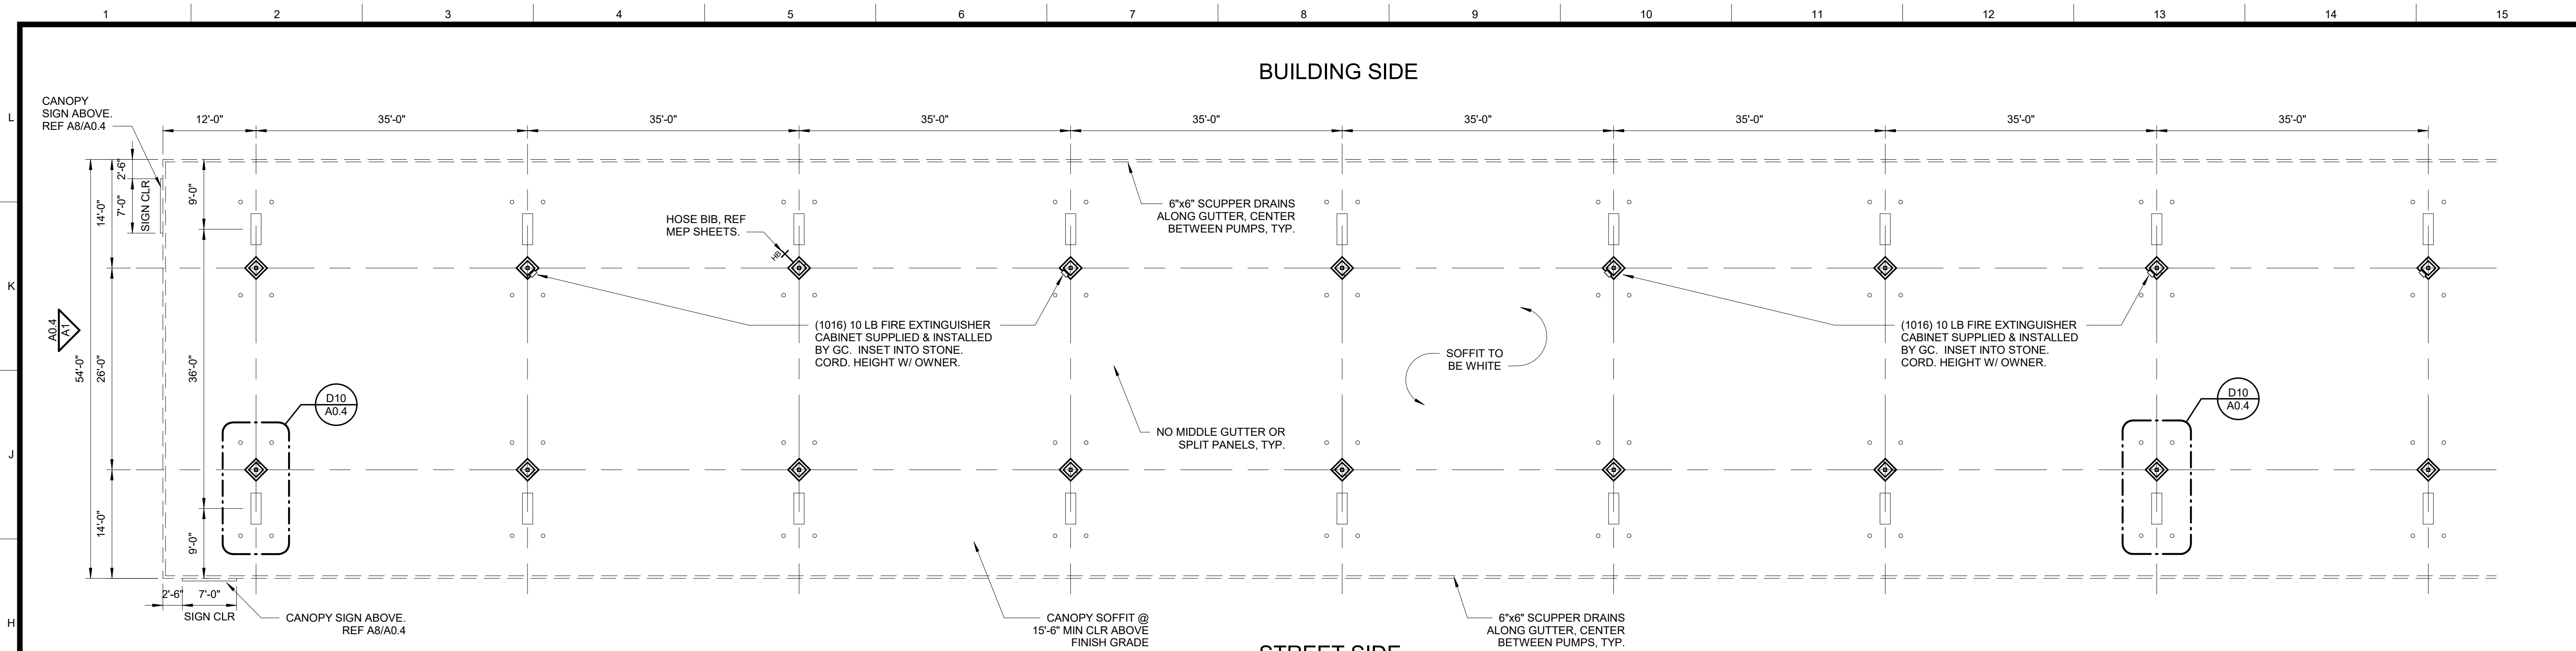 1 2 3 4 5 6 7 8 9 10 11 12 13 14 15
BUILDING SIDE
CANOPY
SIGN ABOVE.
REF A8/A0.4
L
12'-0" 35'-0" 35'-0" 35'-0" 35'-0" 35'-0" 35'-0" 35'-0" 35'-0"
2'-6"
7'-0"
SIGN CLR
9'-0"
14'-0"
6"x6" SCUPPER DRAINS
ALONG GUTTER, CENTER
BETWEEN PUMPS, TYP.
HOSE BIB, REF
MEP SHEETS.
HB
K
(1016) 10 LB FIRE EXTINGUISHER
CABINET SUPPLIED & INSTALLED
BY GC. INSET INTO STONE.
CORD. HEIGHT W/ OWNER.
(1016) 10 LB FIRE EXTINGUISHER
CABINET SUPPLIED & INSTALLED
BY GC. INSET INTO STONE.
CORD. HEIGHT W/ OWNER.
A0.4
A1
54'-0"
26'-0"
36'-0"
SOFFIT TO
BE WHITE
D10
A0.4
D10
A0.4
NO MIDDLE GUTTER OR
SPLIT PANELS, TYP.
J
14'-0"
9'-0"
2'-6" 7'-0"
SIGN CLR
CANOPY SIGN ABOVE.
REF A8/A0.4
CANOPY SOFFIT @
15'-6" MIN CLR ABOVE
FINISH GRADE
6"x6" SCUPPER DRAINS
ALONG GUTTER, CENTER
BETWEEN PUMPS, TYP.
H
STREET SIDE